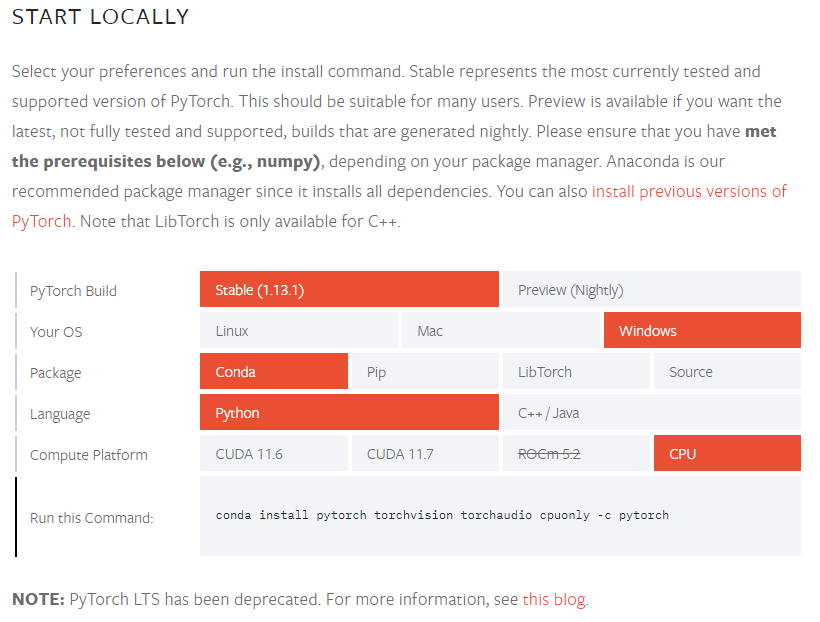 START LOCALLY
Select your preferences and run the install command. Stable represents the most currently tested and
supported version of PyTorch. This should be suitable for many users. Preview is available if you want the
latest, not fully tested and supported, builds that are generated nightly. Please ensure that you have met
the prerequisites below (e.g., numpy), depending on your package manager. Anaconda is our
recommended package manager since it installs all dependencies. You can also install previous versions of
PyTorch. Note that LibTorch is only available for C++.
PyTorch Build Stable (1.13.1) Preview (Nightly)
Your OS Linux Mac Windows
Package Conda Pip LibTorch Source
Language Python C++ / Java
Compute Platform CUDA 11.6 CUDA 11.7 ROCm 5.2 CPU
Run this Command: conda install pytorch torchvision torchaudio cpuonly -c pytorch
NOTE: PyTorch LTS has been deprecated. For more information, see this blog.